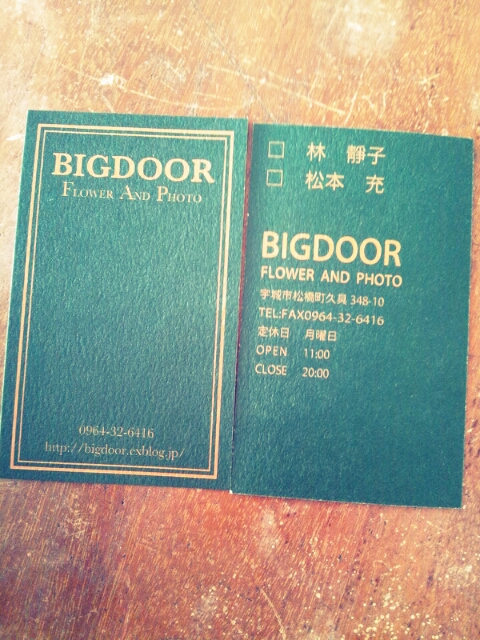 BIGDOOR
FLOWER AND PHOTO
0964-32-6416
http://bigdoor.exblog.jp/
□ 林 靜子
□ 松本 充
BIGDOOR
FLOWER AND PHOTO
宇城市松橋町久具 348-10
TEL:FAX0964-32-6416
定休日 月曜日
OPEN 11:00
CLOSE 20:00